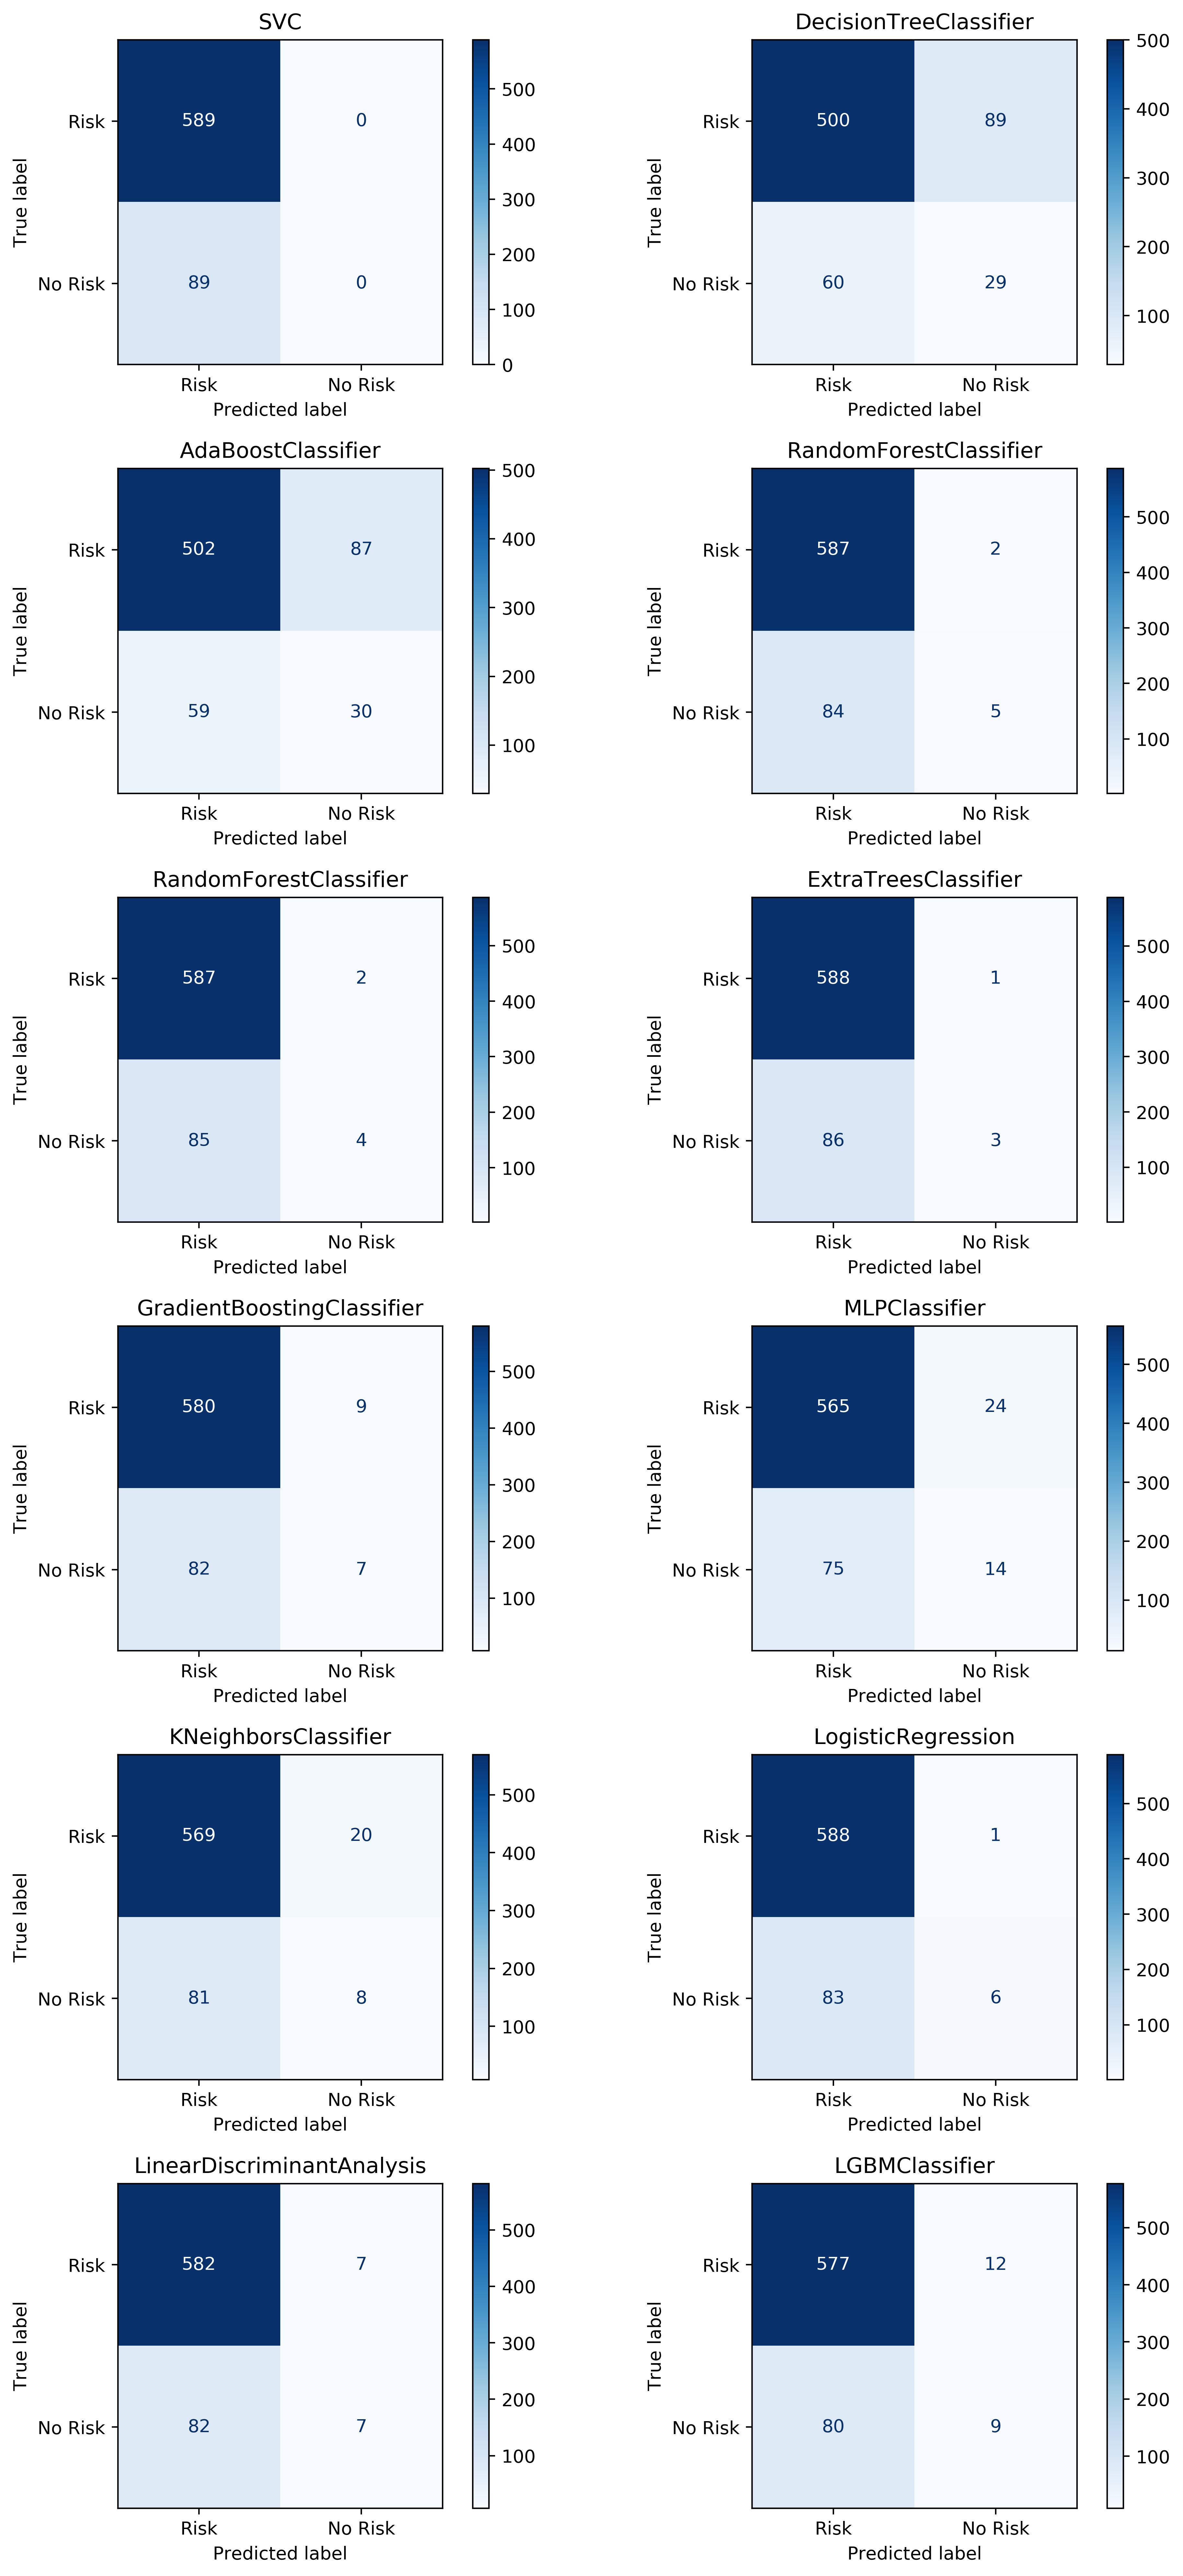 SVC
Risk
No Risk
True label
589 0
89 0
Risk No Risk
Predicted label
500
400
300
200
100
0
DecisionTreeClassifier
Risk
No Risk
True label
500 89
60 29
Risk No Risk
Predicted label
500
400
300
200
100
AdaBoostClassifier
Risk
No Risk
True label
502 87
59 30
Risk No Risk
Predicted label
500
400
300
200
100
RandomForestClassifier
Risk
No Risk
True label
587 2
84 5
Risk No Risk
Predicted label
500
400
300
200
100
RandomForestClassifier
Risk
No Risk
True label
587 2
85 4
Risk No Risk
Predicted label
500
400
300
200
100
ExtraTreesClassifier
Risk
No Risk
True label
588 1
86 3
Risk No Risk
Predicted label
500
400
300
200
100
GradientBoostingClassifier
Risk
No Risk
True label
580 9
82 7
Risk No Risk
Predicted label
500
400
300
200
100
MLPClassifier
Risk
No Risk
True label
565 24
75 14
Risk No Risk
Predicted label
500
400
300
200
100
KNeighborsClassifier
Risk
No Risk
True label
569 20
81 8
Risk No Risk
Predicted label
500
400
300
200
100
LogisticRegression
Risk
No Risk
True label
588 1
83 6
Risk No Risk
Predicted label
500
400
300
200
100
LinearDiscriminantAnalysis
Risk
No Risk
True label
582 7
82 7
Risk No Risk
Predicted label
500
400
300
200
100
LGBMClassifier
Risk
No Risk
True label
577 12
80 9
Risk No Risk
Predicted label
500
400
300
200
100